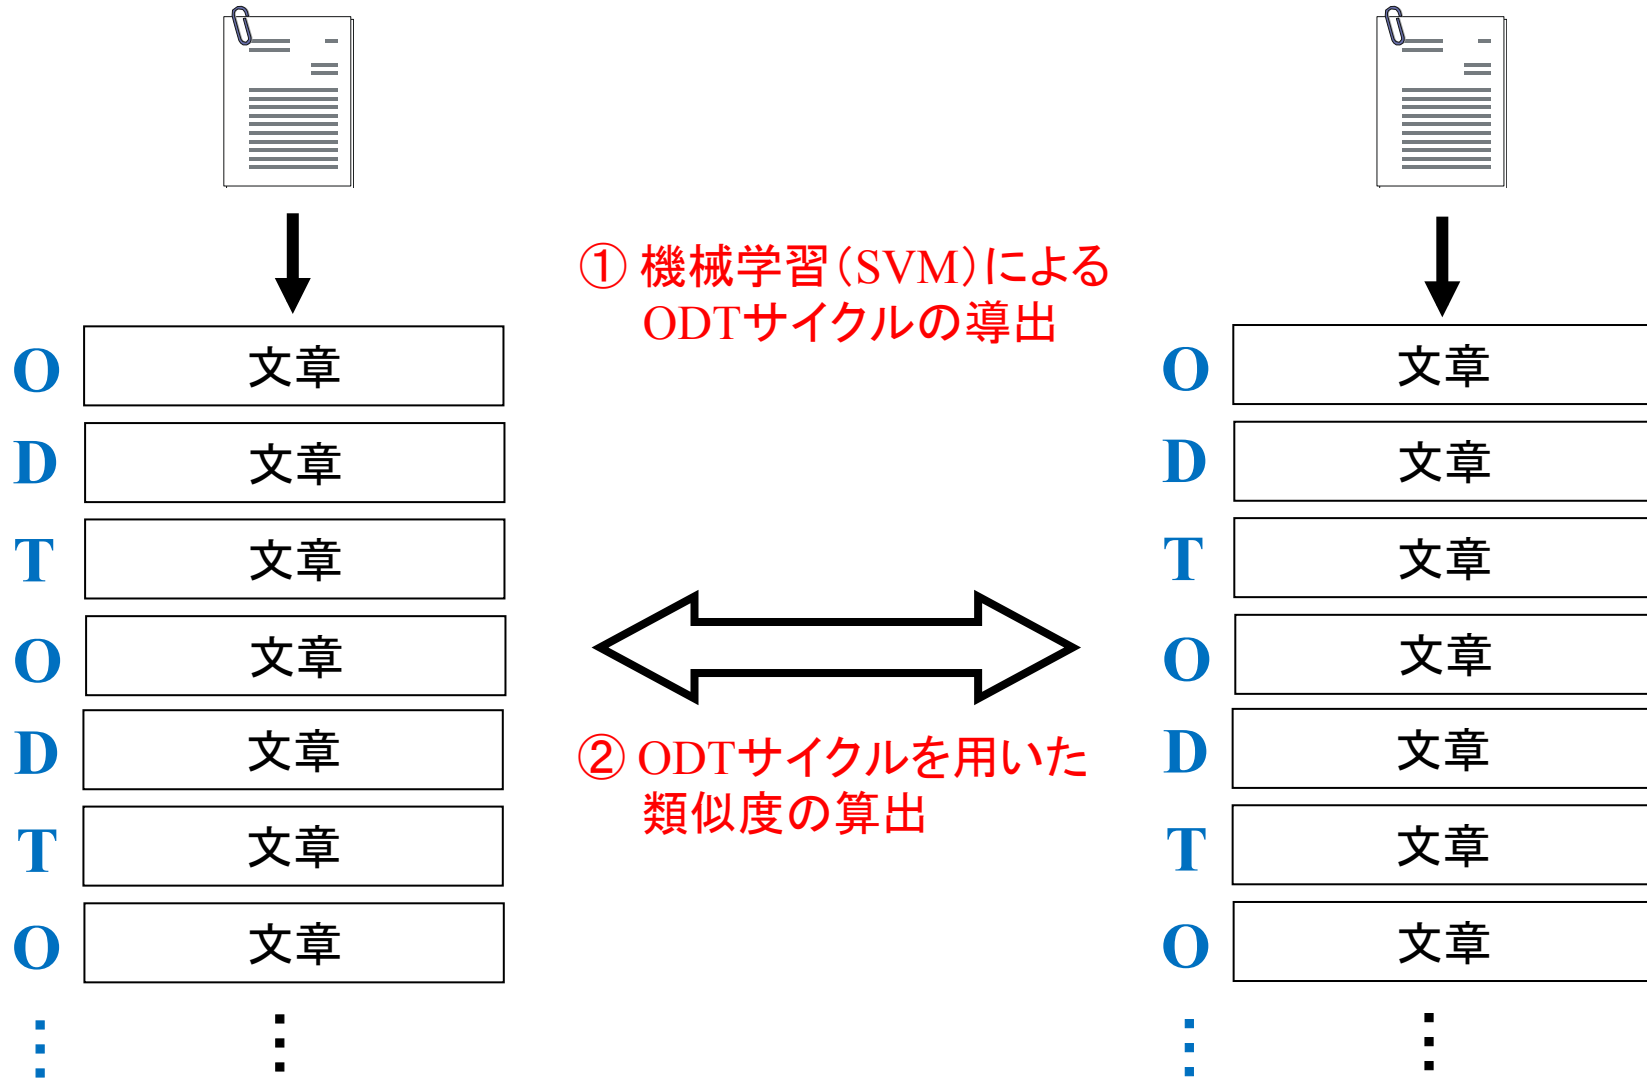 ① 機械学習(SVM)による
ODTサイクルの導出
O 文章
D 文章
T 文章
O 文章
D 文章
T 文章
O 文章
⋮ ⋮
② ODTサイクルを用いた
類似度の算出
O 文章
D 文章
T 文章
O 文章
D 文章
T 文章
O 文章
⋮ ⋮